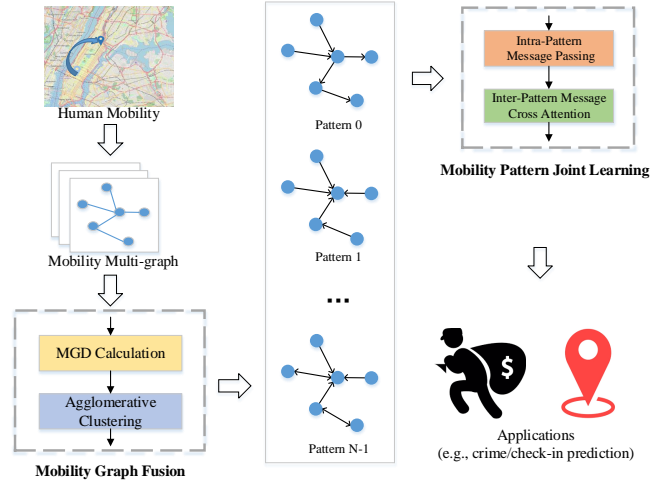 Human Mobility
Mobility Multi-graph
MGD Calculation
Agglomerative
Clustering
Mobility Graph Fusion
Pattern 0
Pattern 1
...
Pattern N-1
Intra-Pattern
Message Passing
Inter-Pattern Message
Cross Attention
Mobility Pattern Joint Learning
$
Applications
(e.g., crime/check-in prediction)